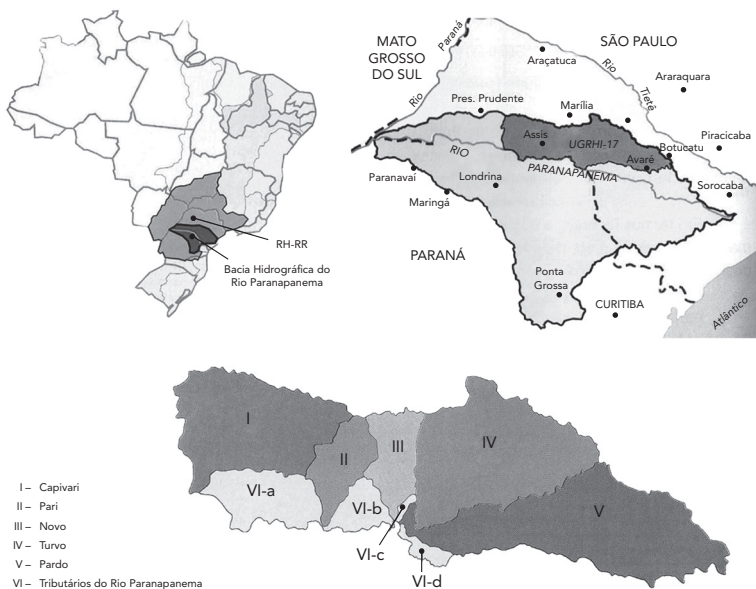 RH-RR
Bacia Hidrográfica do
Rio Paranapanema
MATO
GROSSO
DO SUL
Rio
Paraná
SÃO PAULO
Araçatuca
Rio
Tietê
Araraquara
Pres. Prudente
Marília
Assis
UGRHI-17
Botucatu
Piracicaba
Avaré
RIO
PARANAPANEMA
Paranavaí
Londrina
Sorocaba
Maringá
PARANÁ
Ponta
Grossa
CURITIBA
Atlântico
I
II
III
IV
V
VI-a
VI-b
VI-c
VI-d
I – Capivari
II – Pari
III – Novo
IV – Turvo
V – Pardo
VI – Tributários do Rio Paranapanema